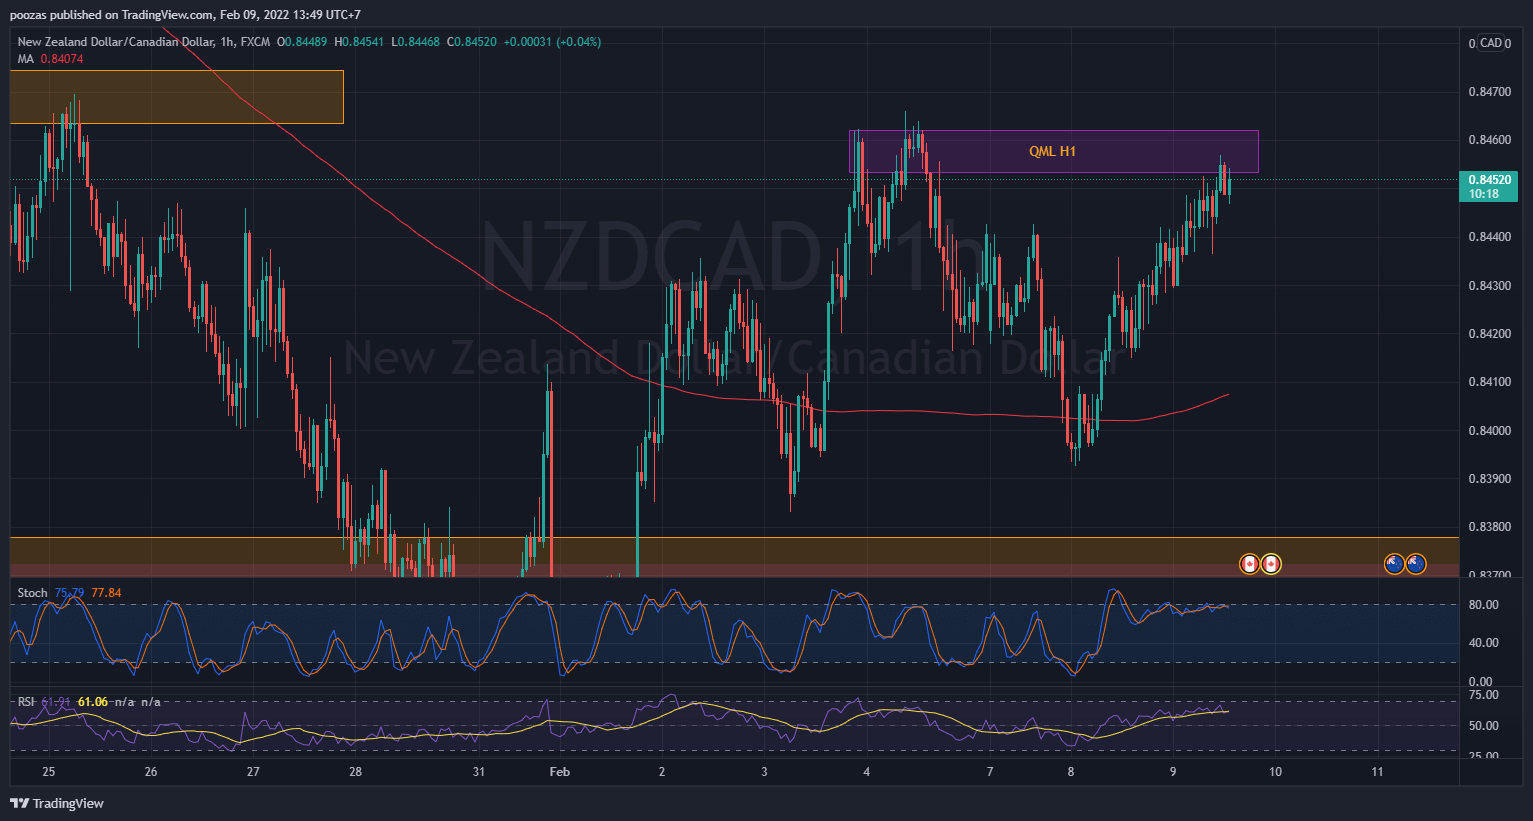 poozas published on TradingView.com, Feb 09, 2022 13:49 UTC+7
New Zealand Dollar/Canadian Dollar, 1h, FXCM O0.84489 H0.84541 L0.84468 C0.84520 +0.00031 (+0.04%)
MA 0.84074
CAD
0.84700
0.84600
QML H1
0.84520
10:18
NZDCAD, 1h
New Zealand Dollar/Canadian Dollar
0.84400
0.84300
0.84200
0.84100
0.84000
0.83900
0.83800
0.83700
Stoch 75.79 77.84
80.00
40.00
0.00
RSI 61.91 61.06 n/a n/a
75.00
50.00
25.00
25 26 27 28 31 Feb 2 3 4 7 8 9 10 11
TradingView